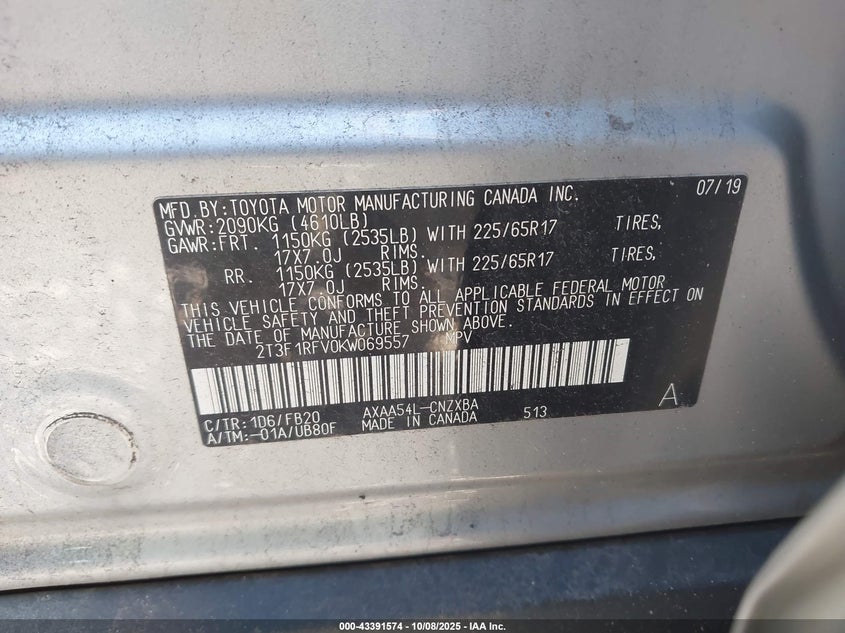 MFD.BY:TOYOTA MOTOR MANUFACTURING CANADA INC. 07/19
GVWR:2090KG (4610LB)
GAWR:FRT. 1150KG (2535LB) WITH 225/65R17 TIRES,
17X7.0J RIMS.
RR. 1150KG (2535LB) WITH 225/65R17 TIRES,
17X7.0J RIMS.
THIS VEHICLE CONFORMS TO ALL APPLICABLE FEDERAL MOTOR
VEHICLE SAFETY AND THEFT PREVENTION STANDARDS IN EFFECT ON
THE DATE OF MANUFACTURE SHOWN ABOVE.
2T3F1RFV0KW069557 MPV
C/TR:1D6/FB20 AXAA54L-CNZXBA 513 A
A/TM:-01A/UB80F MADE IN CANADA
000-43391574 | 10/08/2025 - IAA Inc.